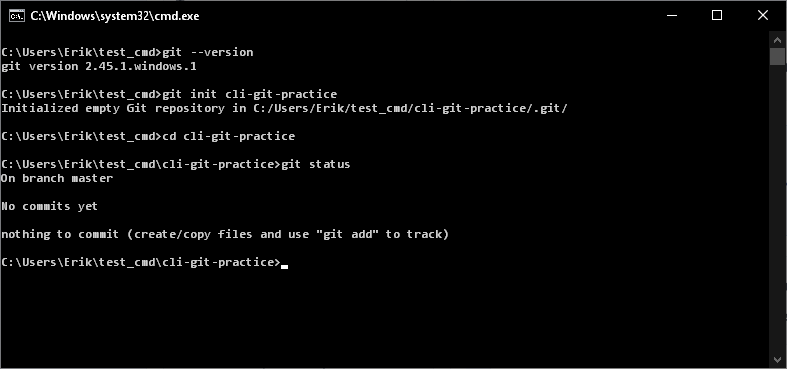 C:\Windows\system32\cmd.exe
C:\Users\Erik\test_cmd>git --version
git version 2.45.1.windows.1
C:\Users\Erik\test_cmd>git init cli-git-practice
Initialized empty Git repository in C:/Users/Erik/test_cmd/cli-git-practice/.git/
C:\Users\Erik\test_cmd>cd cli-git-practice
C:\Users\Erik\test_cmd\cli-git-practice>git status
On branch master
No commits yet
nothing to commit (create/copy files and use "git add" to track)
C:\Users\Erik\test_cmd\cli-git-practice>